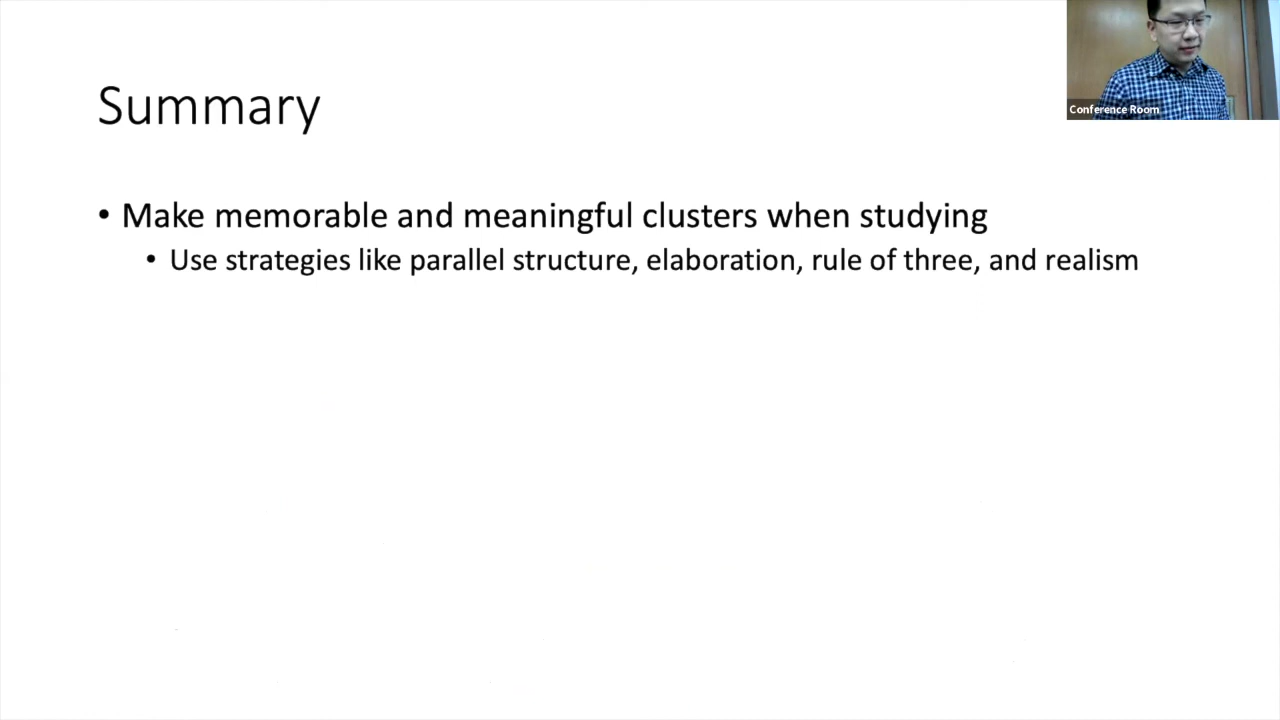 Conference Room
Summary
• Make memorable and meaningful clusters when studying
• Use strategies like parallel structure, elaboration, rule of three, and realism